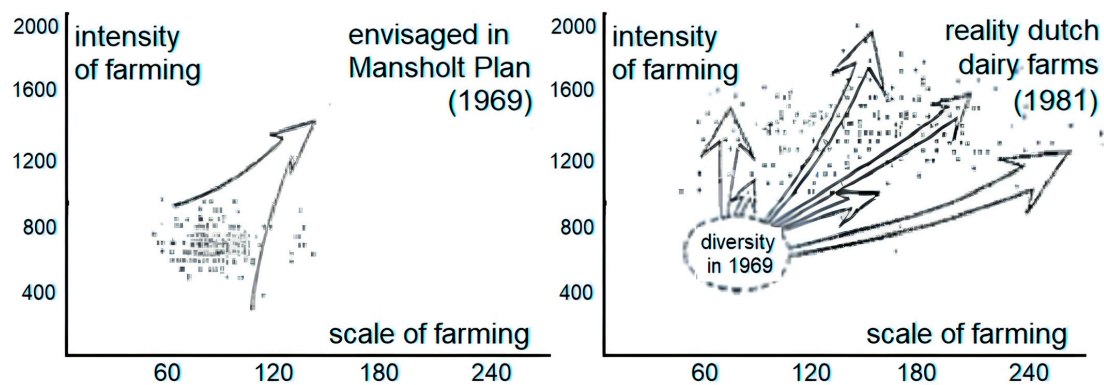 2000
intensity
of farming
envisaged in
Mansholt Plan
(1969)
1600
1200
800
400
scale of farming
60 120 180 240
2000
intensity
of farming
reality dutch
dairy farms
(1981)
1600
1200
800
diversity
in 1969
400
scale of farming
60 120 180 240